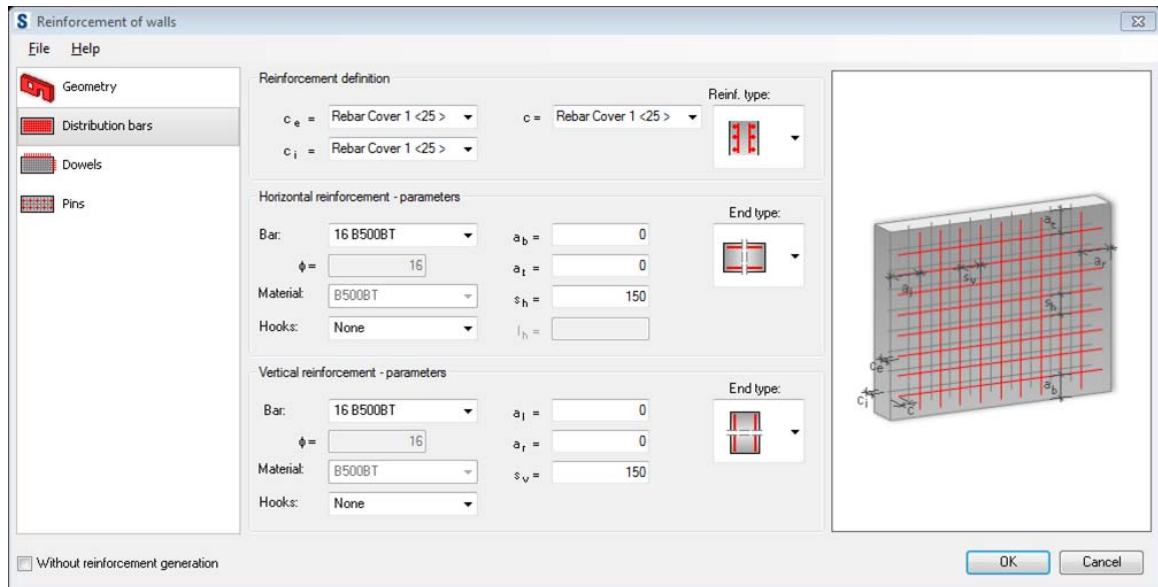 S Reinforcement of walls
File Help
Geometry
Distribution bars
Dowels
Pins
Reinforcement definition
c e = Rebar Cover 1 <25 >
c i = Rebar Cover 1 <25 >
c = Rebar Cover 1 <25 >
Reinf. type:
Horizontal reinforcement - parameters
Bar: 16 B500BT
ϕ = 16
Material: B500BT
Hooks: None
a b = 0
a t = 0
s h = 150
l h =
End type:
Vertical reinforcement - parameters
Bar: 16 B500BT
ϕ = 16
Material: B500BT
Hooks: None
a l = 0
a r = 0
s v = 150
End type:
a t
a r
a l
s v
s h
c e
a b
c i
c
Without reinforcement generation
OK Cancel